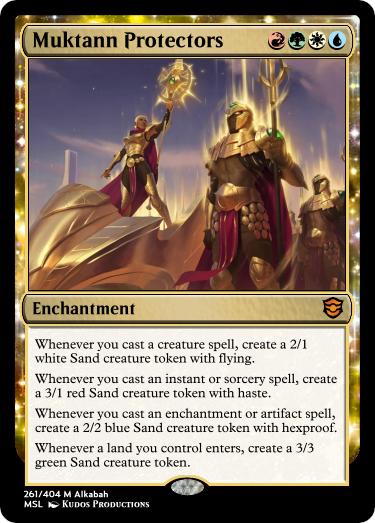 Muktann Protectors
Enchantment
Whenever you cast a creature spell, create a 2/1
white Sand creature token with flying.
Whenever you cast an instant or sorcery spell, create
a 3/1 red Sand creature token with haste.
Whenever you cast an enchantment or artifact spell,
create a 2/2 blue Sand creature token with hexproof.
Whenever a land you control enters, create a 3/3
green Sand creature token.
261/404 M Alkabah
MSL Kudos Productions